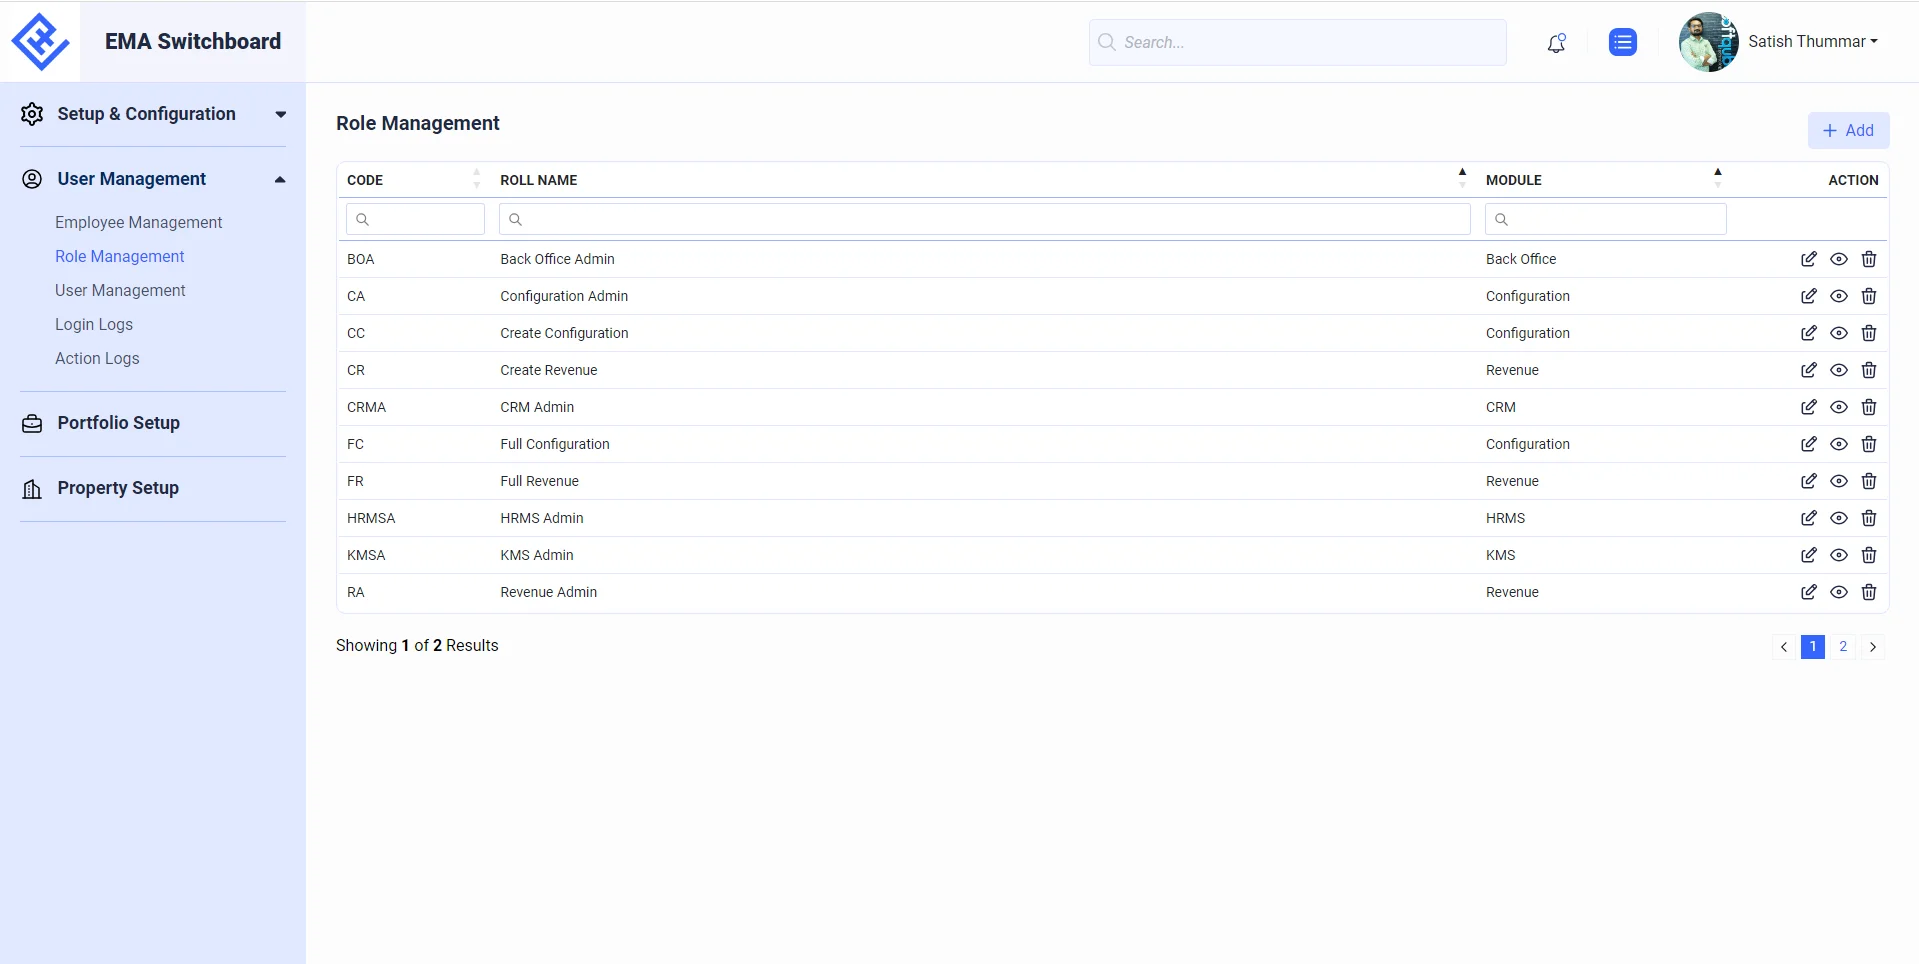 EMA Switchboard
Search...
Satish Thummar
Setup & Configuration
User Management
Employee Management
Role Management
User Management
Login Logs
Action Logs
Portfolio Setup
Property Setup
Role Management
+ Add
CODE ROLL NAME MODULE ACTION
BOA Back Office Admin Back Office
CA Configuration Admin Configuration
CC Create Configuration Configuration
CR Create Revenue Revenue
CRMA CRM Admin CRM
FC Full Configuration Configuration
FR Full Revenue Revenue
HRMSA HRMS Admin HRMS
KMSA KMS Admin KMS
RA Revenue Admin Revenue
Showing 1 of 2 Results
< 1 2 >